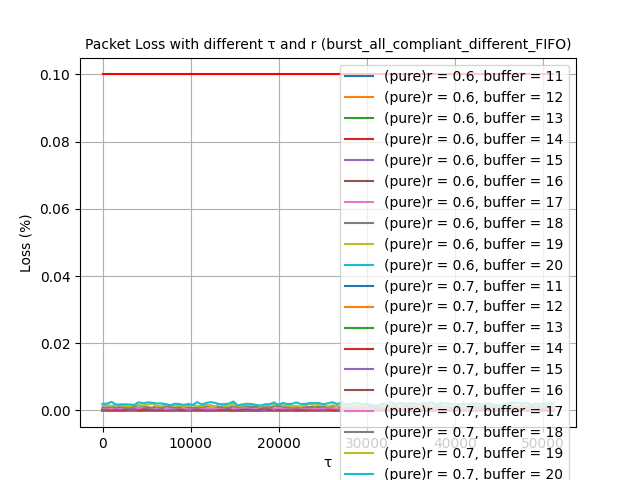 Packet Loss with different τ and r (burst_all_compliant_different_FIFO)
Loss (%)
0.10
0.08
0.06
0.04
0.02
0.00
(pure)r = 0.6, buffer = 11
(pure)r = 0.6, buffer = 12
(pure)r = 0.6, buffer = 13
(pure)r = 0.6, buffer = 14
(pure)r = 0.6, buffer = 15
(pure)r = 0.6, buffer = 16
(pure)r = 0.6, buffer = 17
(pure)r = 0.6, buffer = 18
(pure)r = 0.6, buffer = 19
(pure)r = 0.6, buffer = 20
(pure)r = 0.7, buffer = 11
(pure)r = 0.7, buffer = 12
(pure)r = 0.7, buffer = 13
(pure)r = 0.7, buffer = 14
(pure)r = 0.7, buffer = 15
(pure)r = 0.7, buffer = 16
(pure)r = 0.7, buffer = 17
(pure)r = 0.7, buffer = 18
(pure)r = 0.7, buffer = 19
(pure)r = 0.7, buffer = 20
0 10000 20000 30000 40000 50000
τ